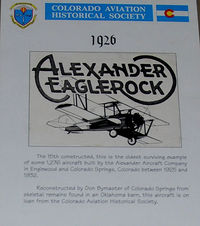 COLORADO AVIATION
HISTORICAL SOCIETY
1926
ALEXANDER
EAGLEROCK
The 15th constructed, this is the oldest surviving example
of some 1,276 aircraft built by the Alexander Aircraft Company
in Englewood and Colorado Springs, Colorado between 1925 and
1932.
Reconstructed by Don Bymaster of Colorado Springs from
skeletal remains found in an Oklahoma barn, this aircraft is on
loan from the Colorado Aviation Historical Society.